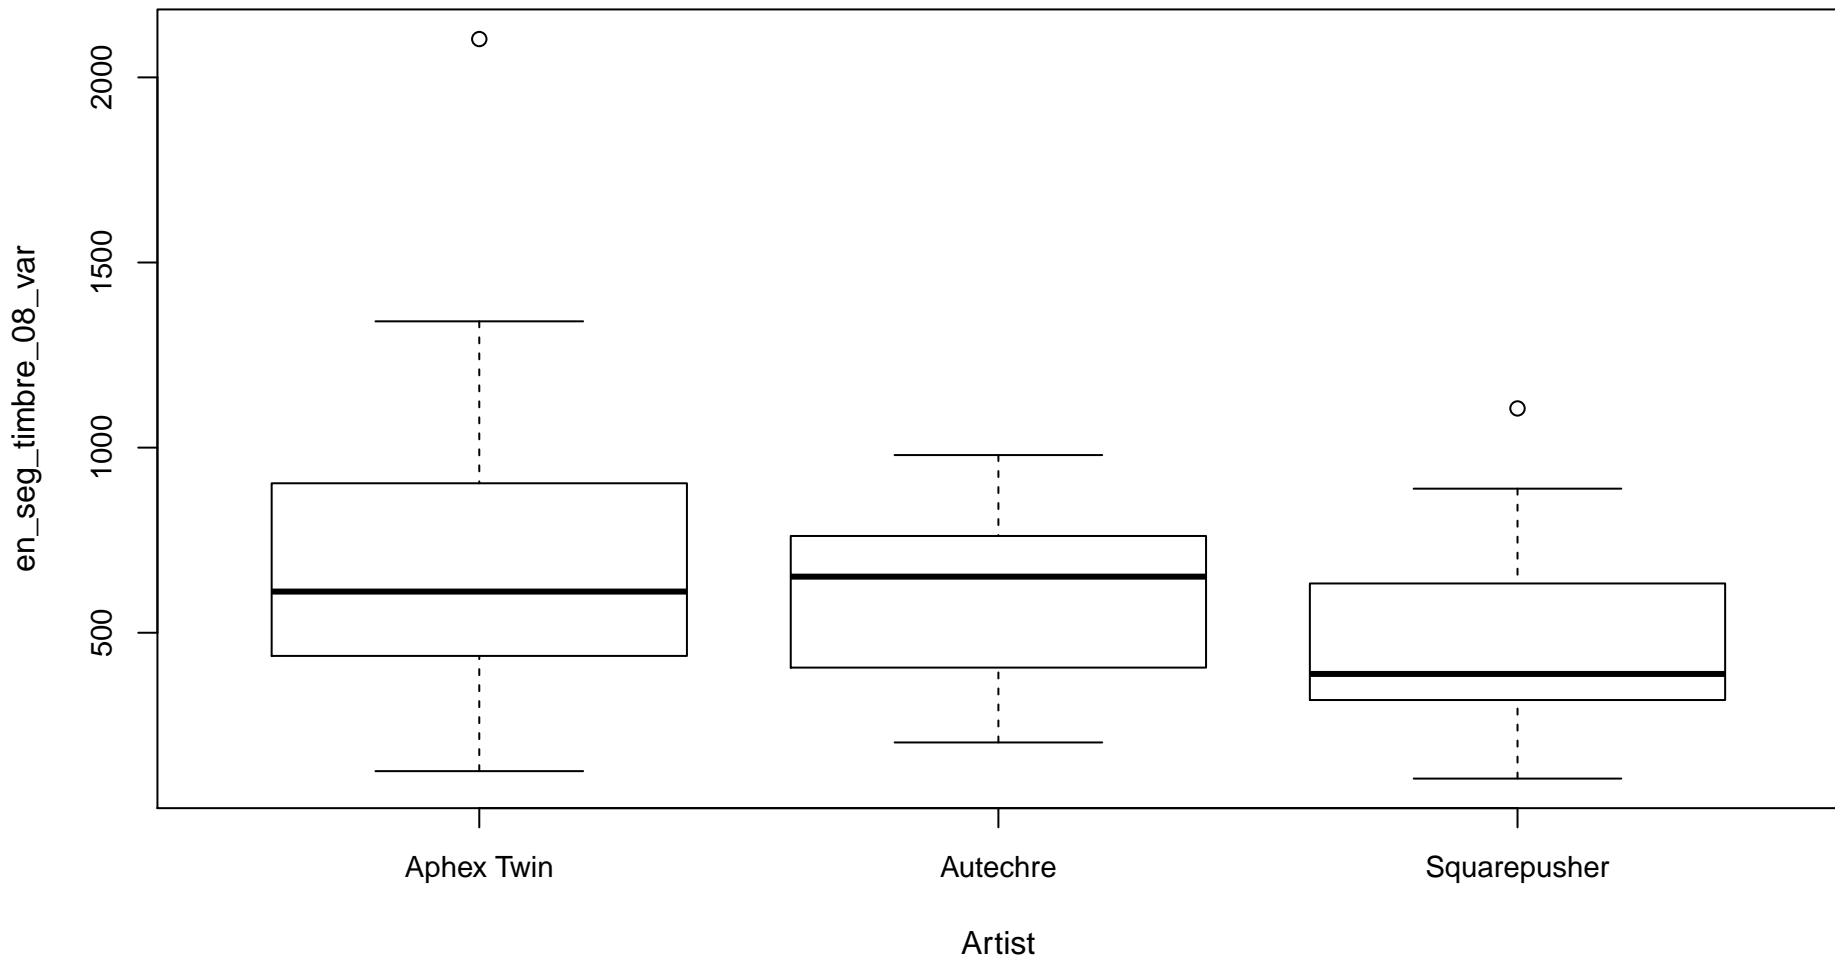 en_seg_timbre_08_var
2000
1500
1000
500
Aphex Twin
Autechre
Squarepusher
Artist